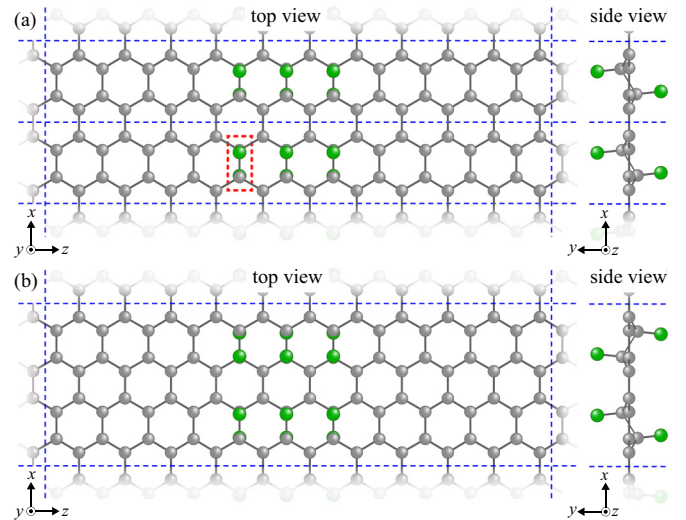 (a) top view side view
x x
y z y z
(b) top view side view
x x
y z y z